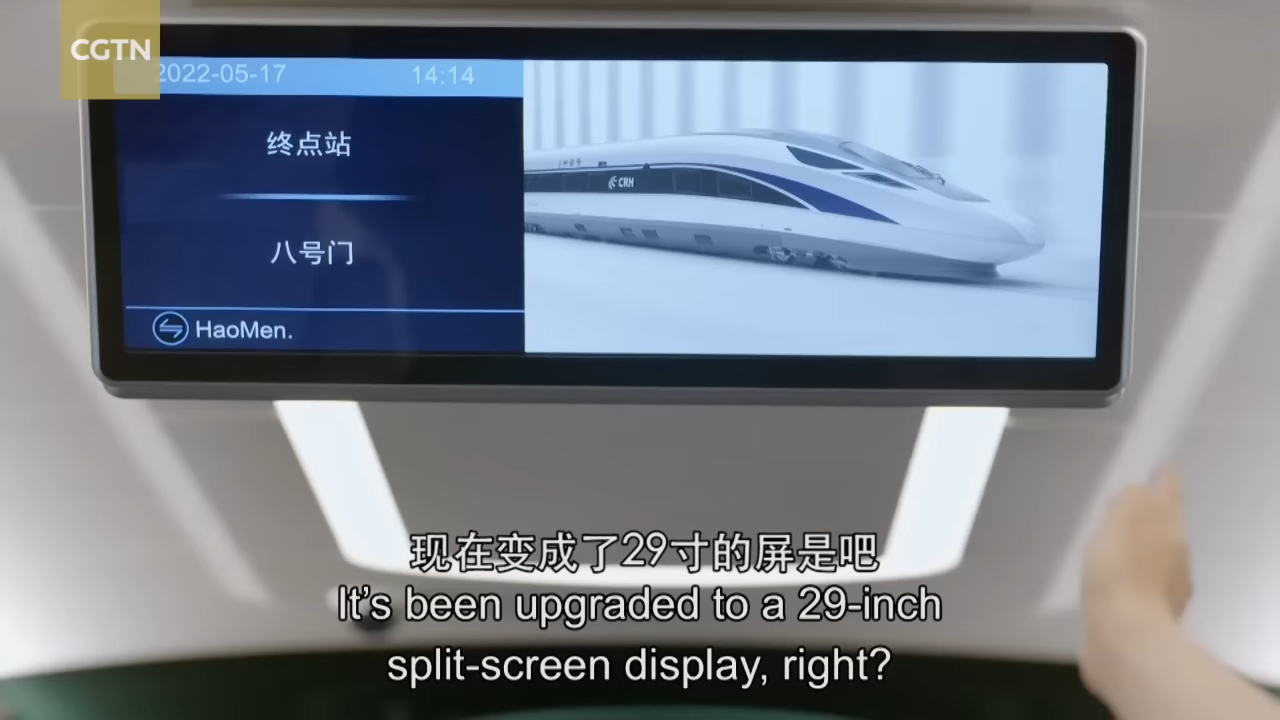 CGTN
2022-05-17 14:14
终点站
八号门
HaoMen.
CRH
现在变成了29寸的屏是吧
It's been upgraded to a 29-inch
split-screen display, right?